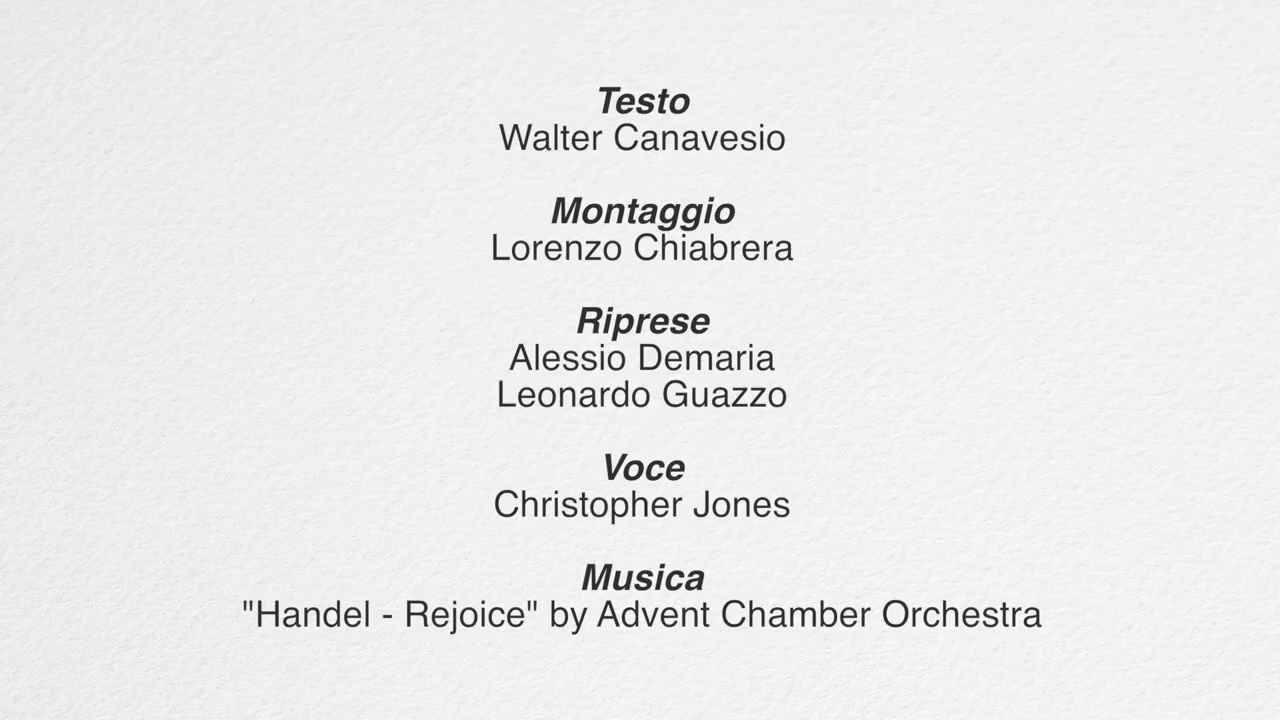 Testo
Walter Canavesio
Montaggio
Lorenzo Chiabrera
Riprese
Alessio Demaria
Leonardo Guazzo
Voce
Christopher Jones
Musica
"Handel - Rejoice" by Advent Chamber Orchestra